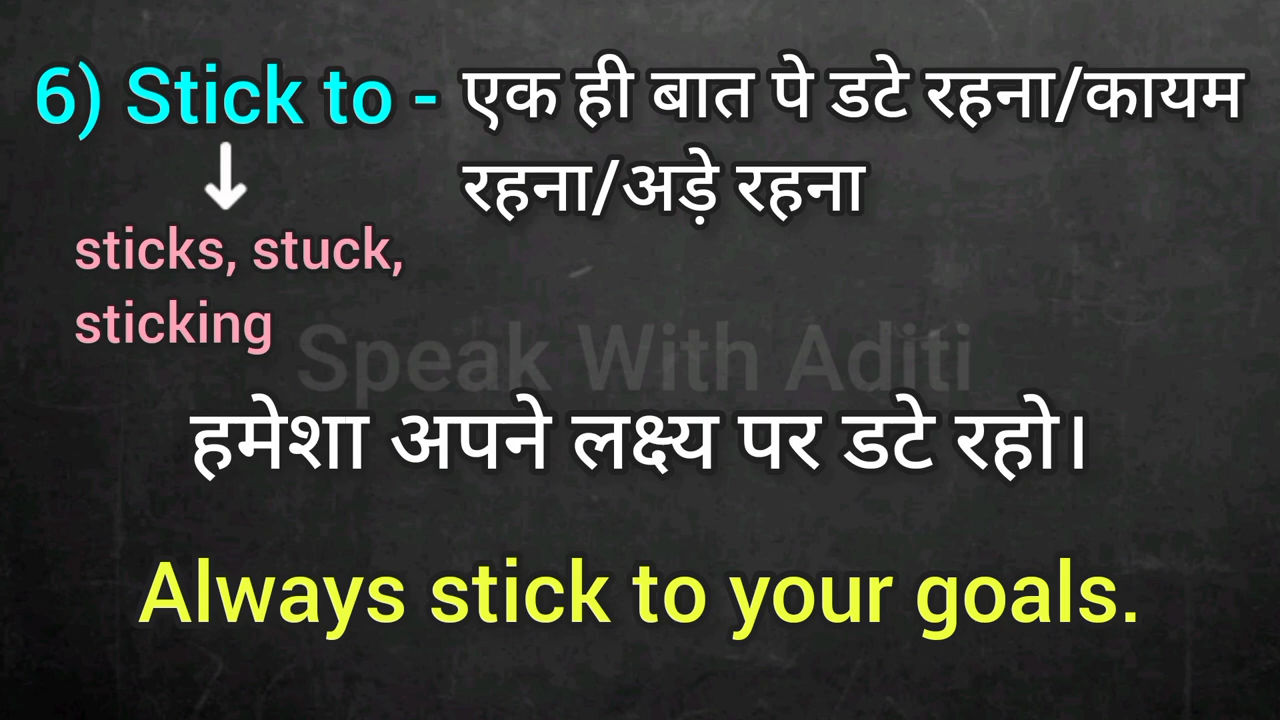 6) Stick to - एक ही बात पे डटे रहना/कायम
रहना/अड़े रहना
↓
sticks, stuck,
sticking
Speak With Aditi
हमेशा अपने लक्ष्य पर डटे रहो।
Always stick to your goals.